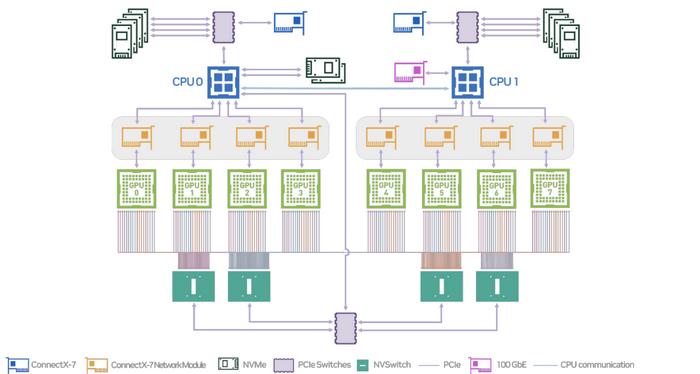 CPU 0
CPU 1
GPU 0
GPU 1
GPU 2
GPU 3
GPU 4
GPU 5
GPU 6
GPU 7
ConnectX-7
ConnectX-7 Network Module
NVMe
PCIe Switches
NVSwitch
PCIe
100 GbE
CPU communication